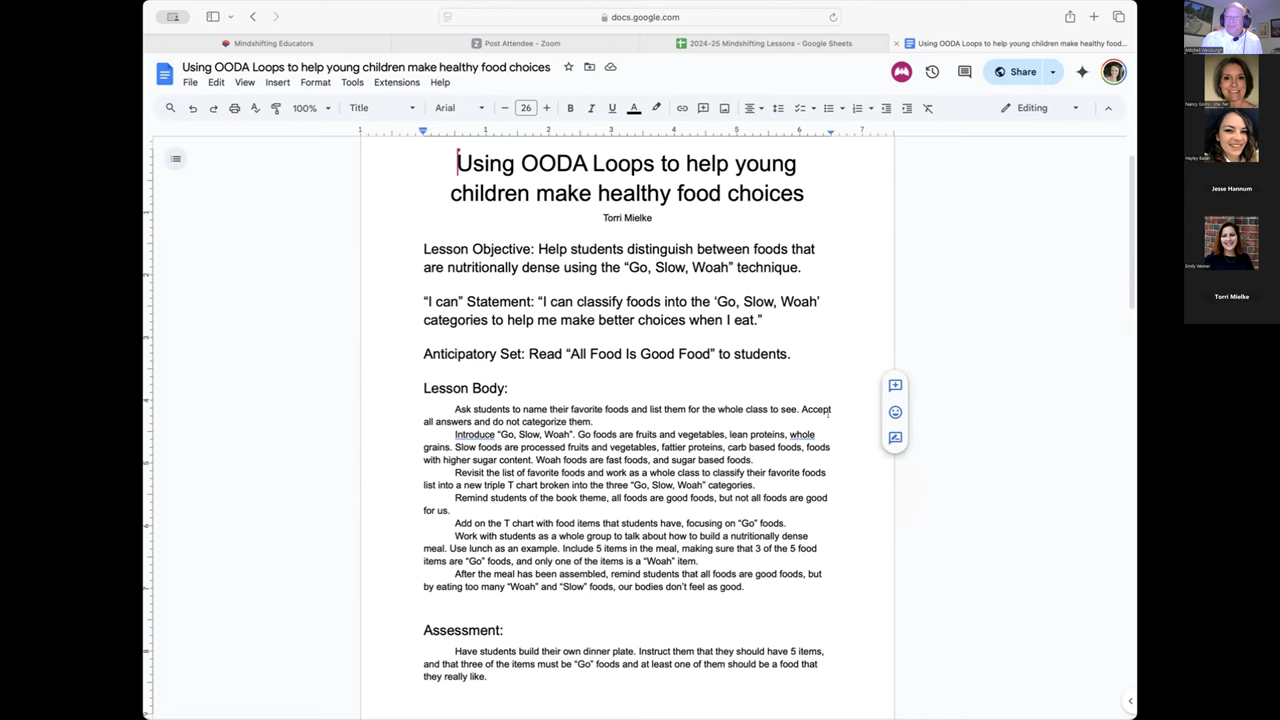 docs.google.com
Mindshifting Educators
Post Attendee - Zoom
2024-25 Mindshifting Lessons - Google Sheets
Using OODA Loops to help young children make healthy food...
Using OODA Loops to help young children make healthy food choices
File Edit View Insert Format Tools Extensions Help
Share
100% Title Arial 26 B I U A Editing
1 1 2 3 4 5 6 7
Using OODA Loops to help young
children make healthy food choices
Torri Mielke
Lesson Objective: Help students distinguish between foods that
are nutritionally dense using the “Go, Slow, Woah” technique.
“I can” Statement: “I can classify foods into the ‘Go, Slow, Woah’
categories to help me make better choices when I eat.”
Anticipatory Set: Read “All Food Is Good Food” to students.
Lesson Body:
Ask students to name their favorite foods and list them for the whole class to see. Accept
all answers and do not categorize them.
Introduce “Go, Slow, Woah”. Go foods are fruits and vegetables, lean proteins, whole
grains. Slow foods are processed fruits and vegetables, fattier proteins, carb based foods, foods
with higher sugar content. Woah foods are fast foods, and sugar based foods.
Revisit the list of favorite foods and work as a whole class to classify their favorite foods
list into a new triple T chart broken into the three “Go, Slow, Woah” categories.
Remind students of the book theme, all foods are good foods, but not all foods are good
for us.
Add on the T chart with food items that students have, focusing on “Go” foods.
Work with students as a whole group to talk about how to build a nutritionally dense
meal. Use lunch as an example. Include 5 items in the meal, making sure that 3 of the 5 food
items are “Go” foods, and only one of the items is a “Woah” item.
After the meal has been assembled, remind students that all foods are good foods, but
by eating too many “Woah” and “Slow” foods, our bodies don’t feel as good.
Assessment:
Have students build their own dinner plate. Instruct them that they should have 5 items,
and that three of the items must be “Go” foods and at least one of them should be a food that
they really like.
Hayley Bauer
Jesse Hannum
Emily Weiner
Torri Mielke